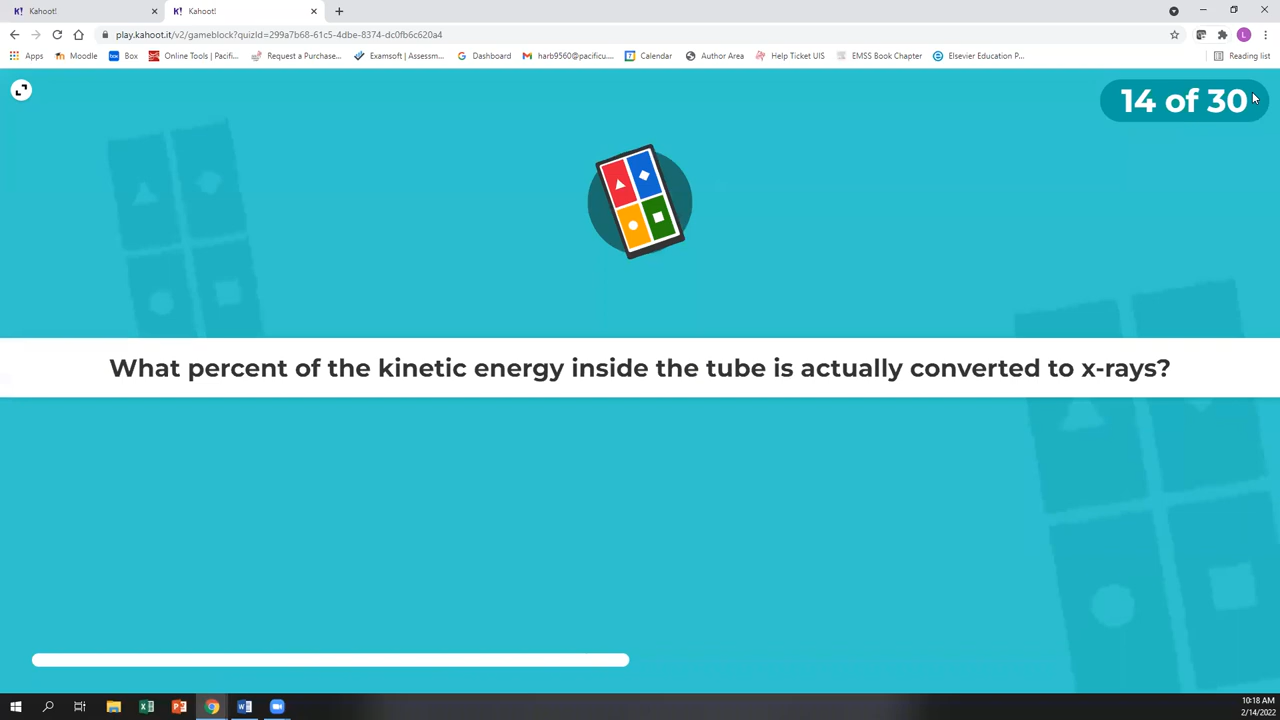 K! Kahoot!
K! Kahoot!
play.kahoot.it/v2/gameblock?quizId=299a7b68-61c5-4dbe-8374-dc0fb6c620a4
L
Apps Moodle Box Online Tools | Pacifi... Request a Purchase... Examsoft | Assessm... Dashboard harb9560@pacificu.... Calendar Author Area Help Ticket UIS EMSS Book Chapter Elsevier Education P... Reading list
14 of 30
What percent of the kinetic energy inside the tube is actually converted to x-rays?
10:18 AM
2/14/2022